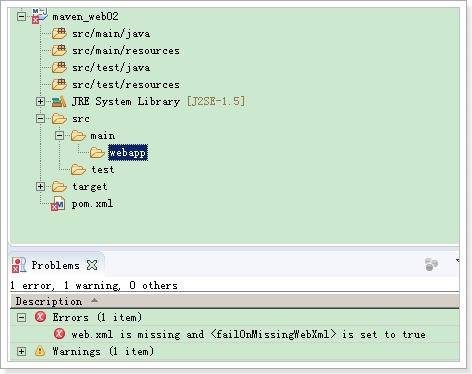 maven_web02
src/main/java
src/main/resources
src/test/java
src/test/resources
JRE System Library [J2SE-1.5]
src
main
webapp
test
target
pom.xml
Problems
1 error, 1 warning, 0 others
Description
Errors (1 item)
web.xml is missing and <failOnMissingWebXml> is set to true
Warnings (1 item)